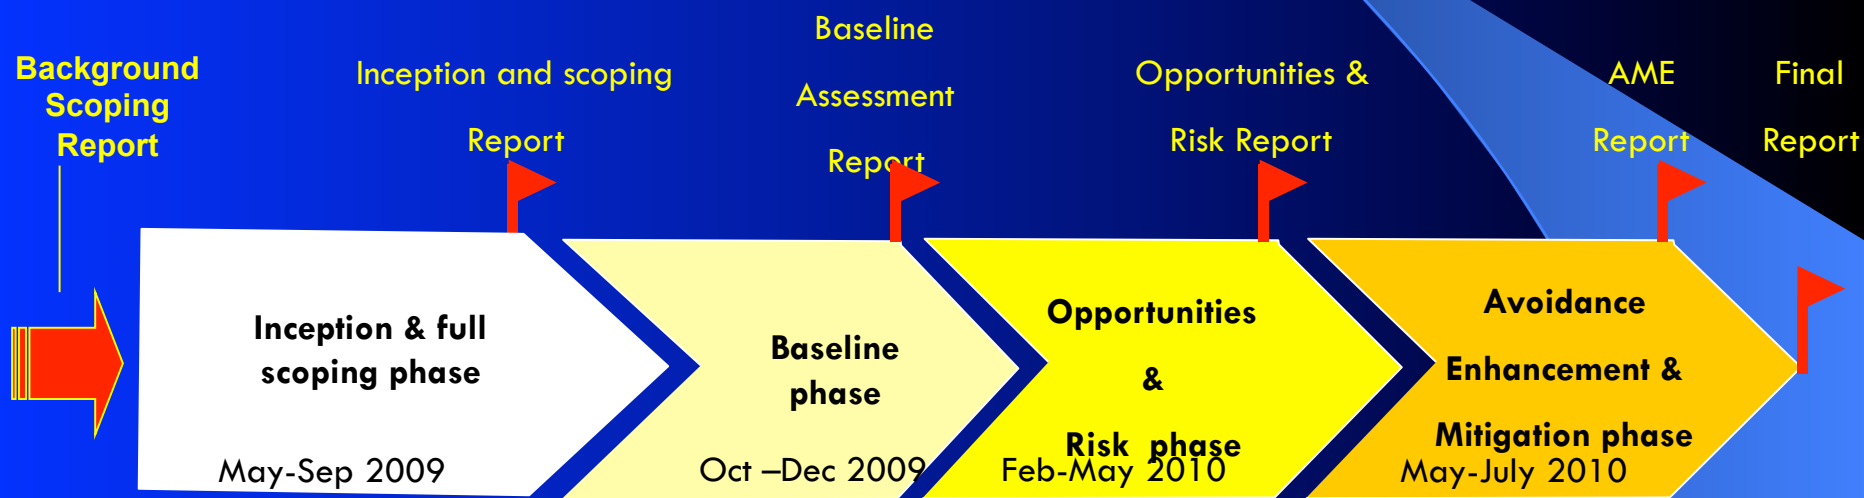 Background
Scoping
Report
Inception and scoping
Report
Baseline
Assessment
Report
Opportunities &
Risk Report
AME
Report
Final
Report
Inception & full
scoping phase
May-Sep 2009
Baseline
phase
Oct –Dec 2009
Opportunities
&
Risk phase
Feb-May 2010
Avoidance
Enhancement &
Mitigation phase
May-July 2010